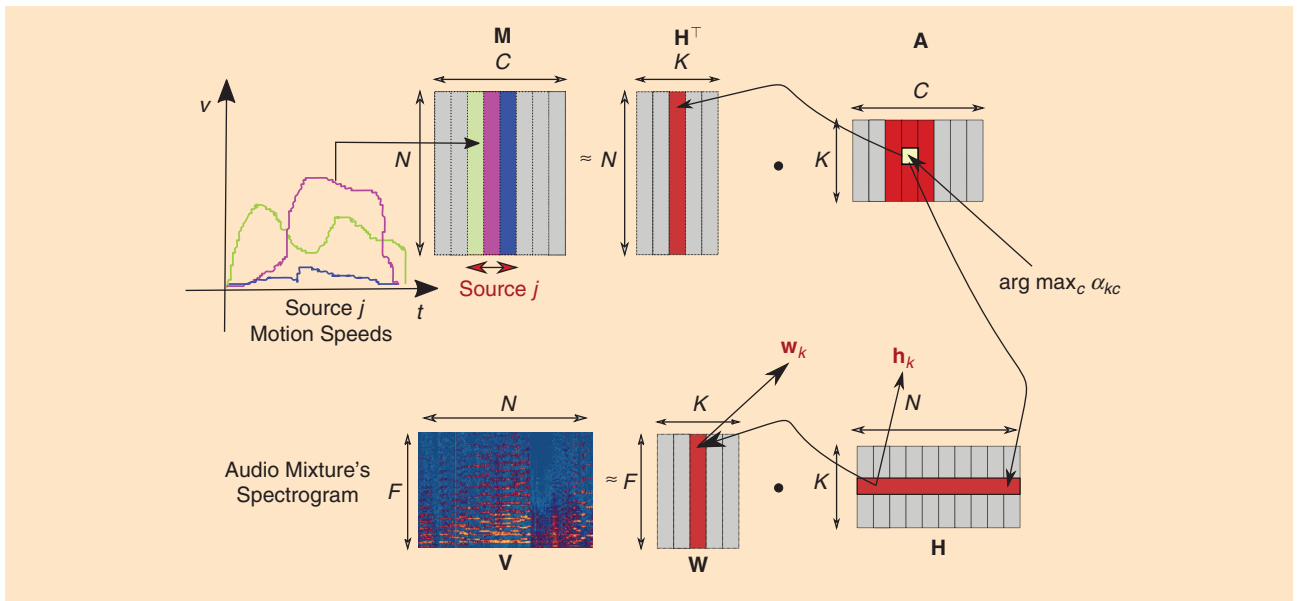 M
H⊤
A
C
K
C
v
N
≈ N
•
K
Source j
t
Source j
Motion Speeds
arg max_c α_kc
w_k
h_k
N
K
N
Audio Mixture's
Spectrogram
F
≈ F
•
K
V
W
H